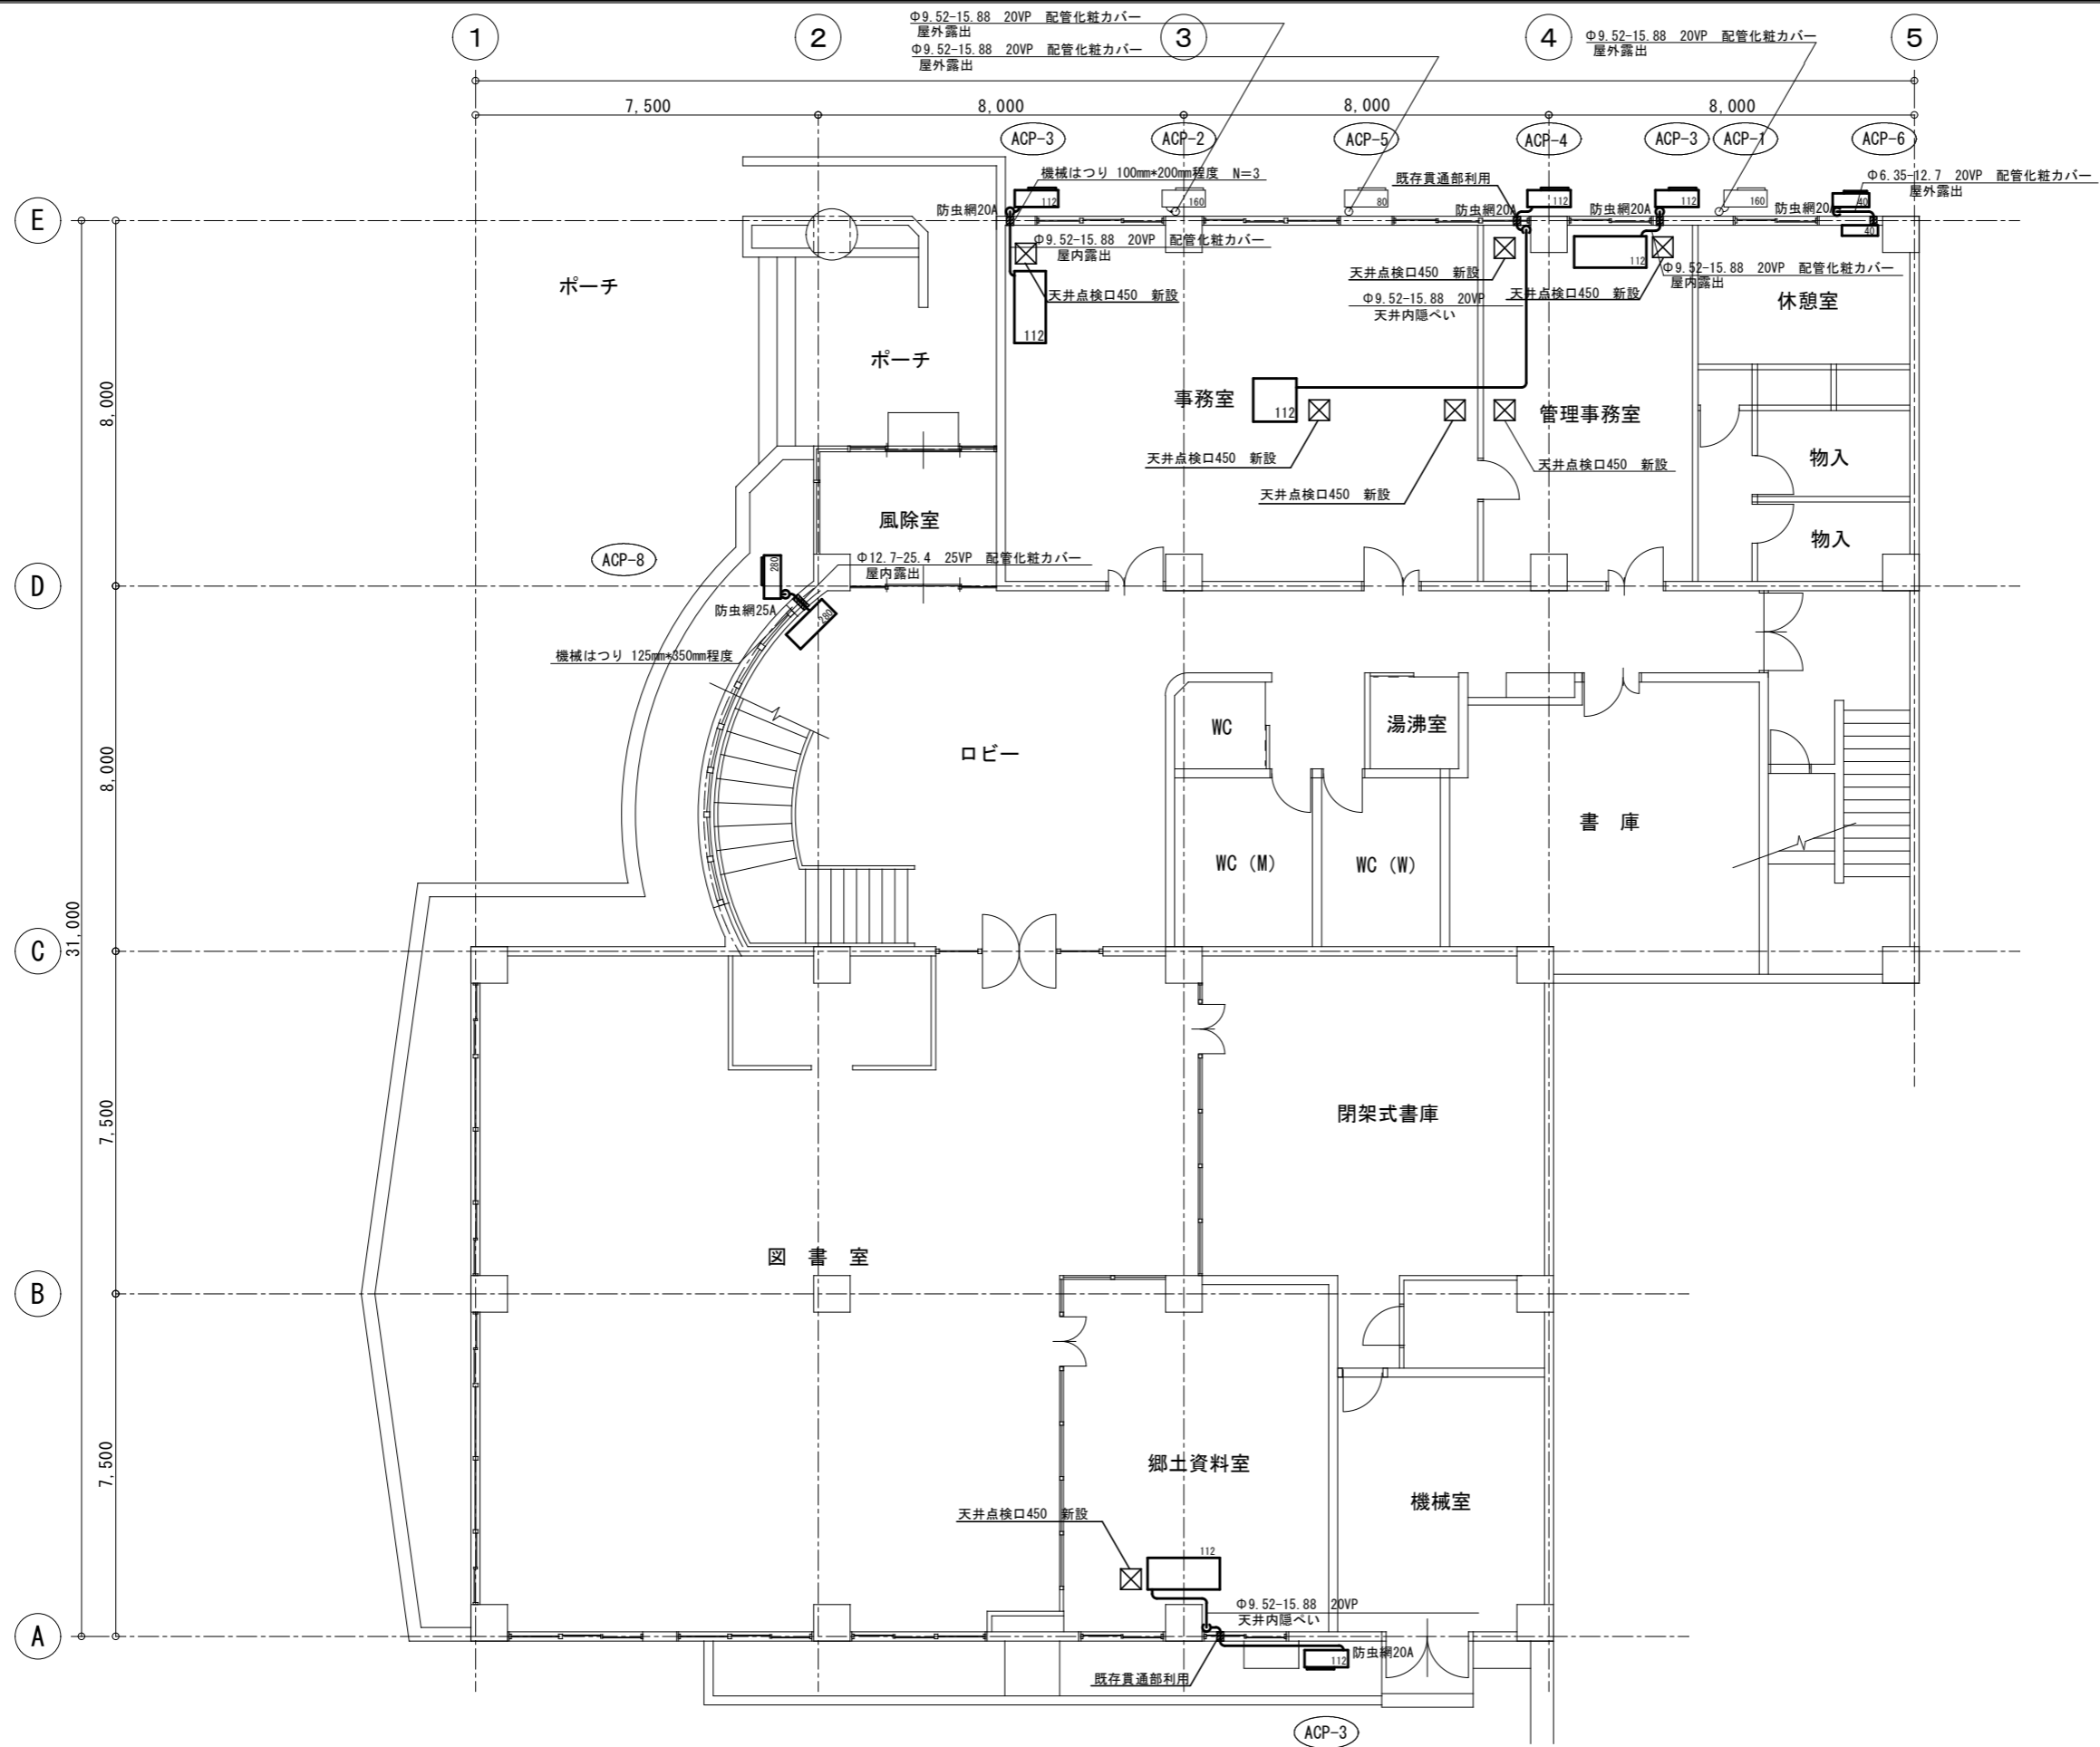 Φ9.52-15.88 20VP 配管化粧カバー
屋外露出
Φ9.52-15.88 20VP 配管化粧カバー
屋外露出
Φ9.52-15.88 20VP 配管化粧カバー
屋外露出
1
2
3
4
5
7,500
8,000
8,000
8,000
ACP-3
ACP-2
ACP-5
ACP-4
ACP-3
ACP-1
ACP-6
機械はつり 100mm*200mm程度 N=3
既存貫通部利用
Φ6.35-12.7 20VP 配管化粧カバー
屋外露出
112
160
80
112
112
160
40
40
E
防虫網20A
防虫網20A
防虫網20A
防虫網20A
Φ9.52-15.88 20VP 配管化粧カバー
屋内露出
天井点検口450 新設
112
天井点検口450 新設
Φ9.52-15.88 20VP
天井内隠ぺい
112
Φ9.52-15.88 20VP 配管化粧カバー
屋内露出
天井点検口450 新設
休憩室
ポーチ
ポーチ
8,000
事務室
112
管理事務室
天井点検口450 新設
天井点検口450 新設
天井点検口450 新設
物入
物入
風除室
ACP-8
280
Φ12.7-25.4 25VP 配管化粧カバー
屋内露出
D
防虫網25A
280
機械はつり 125mm*350mm程度
WC
湯沸室
ロビー
8,000
書 庫
WC (M)
WC (W)
31,000
C
閉架式書庫
7,500
図 書 室
B
郷土資料室
7,500
機械室
天井点検口450 新設
112
Φ9.52-15.88 20VP
天井内隠ぺい
A
防虫網20A
112
既存貫通部利用
ACP-3